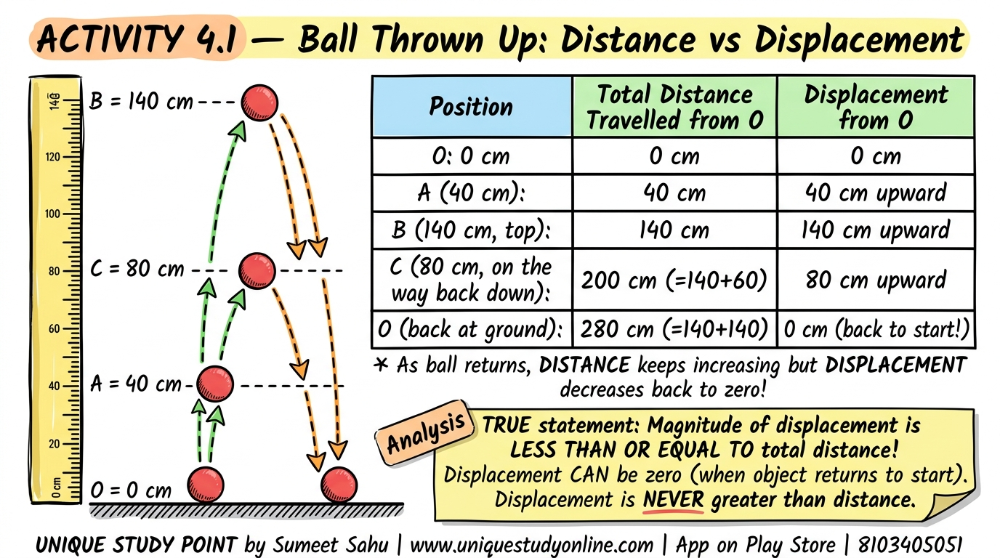 ACTIVITY 4.1 — Ball Thrown Up: Distance vs Displacement
140
120
100
80
60
40
20
0 cm
B = 140 cm
C = 80 cm
A = 40 cm
O = 0 cm
Position
Total Distance
Travelled from O
Displacement
from O
O: 0 cm
0 cm
0 cm
A (40 cm):
40 cm
40 cm upward
B (140 cm, top):
140 cm
140 cm upward
C (80 cm, on the
way back down):
200 cm (=140+60)
80 cm upward
O (back at ground):
280 cm (=140+140)
0 cm (back to start!)
* As ball returns, DISTANCE keeps increasing but DISPLACEMENT
decreases back to zero!
Analysis
TRUE statement: Magnitude of displacement is
LESS THAN OR EQUAL TO total distance!
Displacement CAN be zero (when object returns to start).
Displacement is NEVER greater than distance.
UNIQUE STUDY POINT by Sumeet Sahu | www.uniquestudyonline.com | App on Play Store | 8103405051